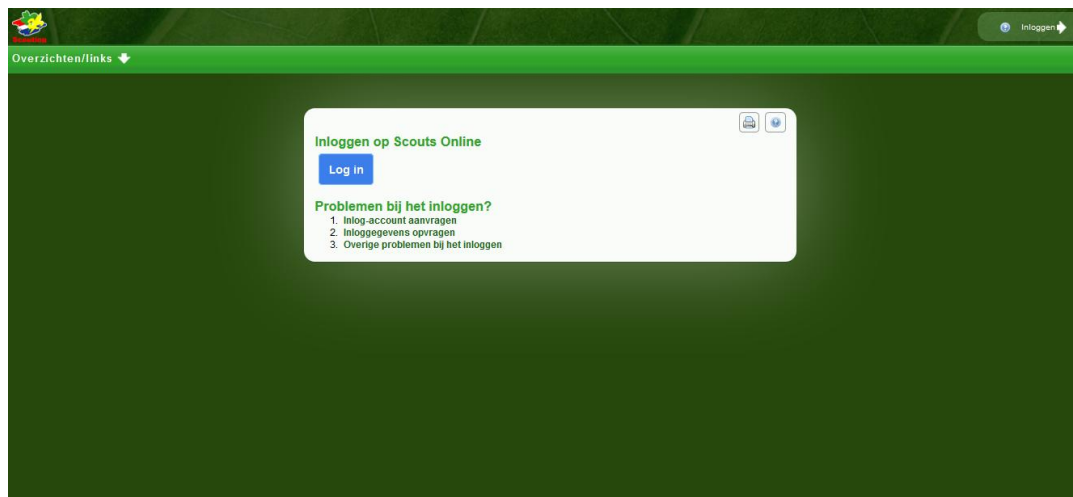 Scouting
Inloggen
Overzichten/links
Inloggen op Scouts Online
Log in
Problemen bij het inloggen?
1. Inlog-account aanvragen
2. Inloggegevens opvragen
3. Overige problemen bij het inloggen